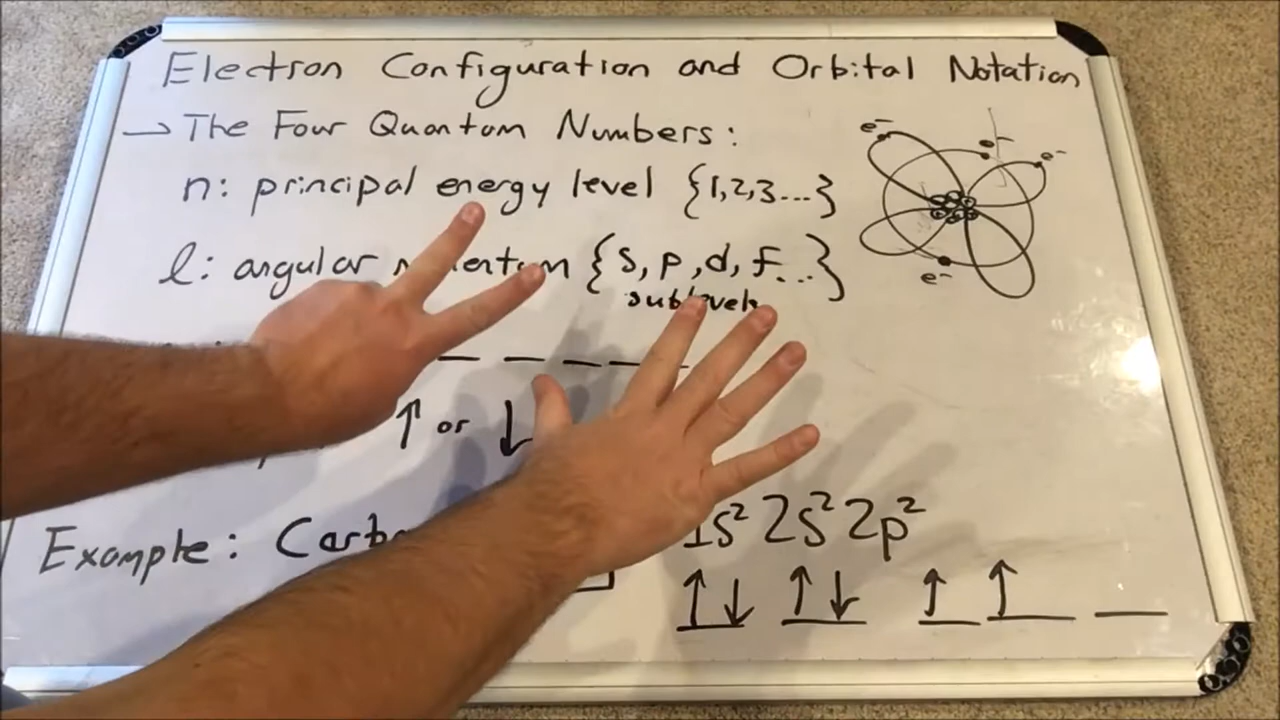 Electron Configuration and Orbital Notation
→ The Four Quantum Numbers:
n: principal energy level {1,2,3...}
l: angular {s, p, d, f...}
sublevels
↑ or ↓
Example: 1s² 2s² 2p²
↑↓ ↑↓ ↑ ↑
e⁻
e⁻
e⁻
e⁻